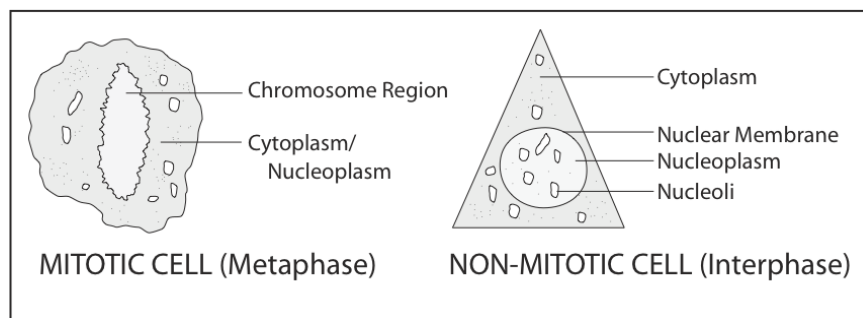 Chromosome Region
Cytoplasm/
Nucleoplasm
MITOTIC CELL (Metaphase)
Cytoplasm
Nuclear Membrane
Nucleoplasm
Nucleoli
NON-MITOTIC CELL (Interphase)